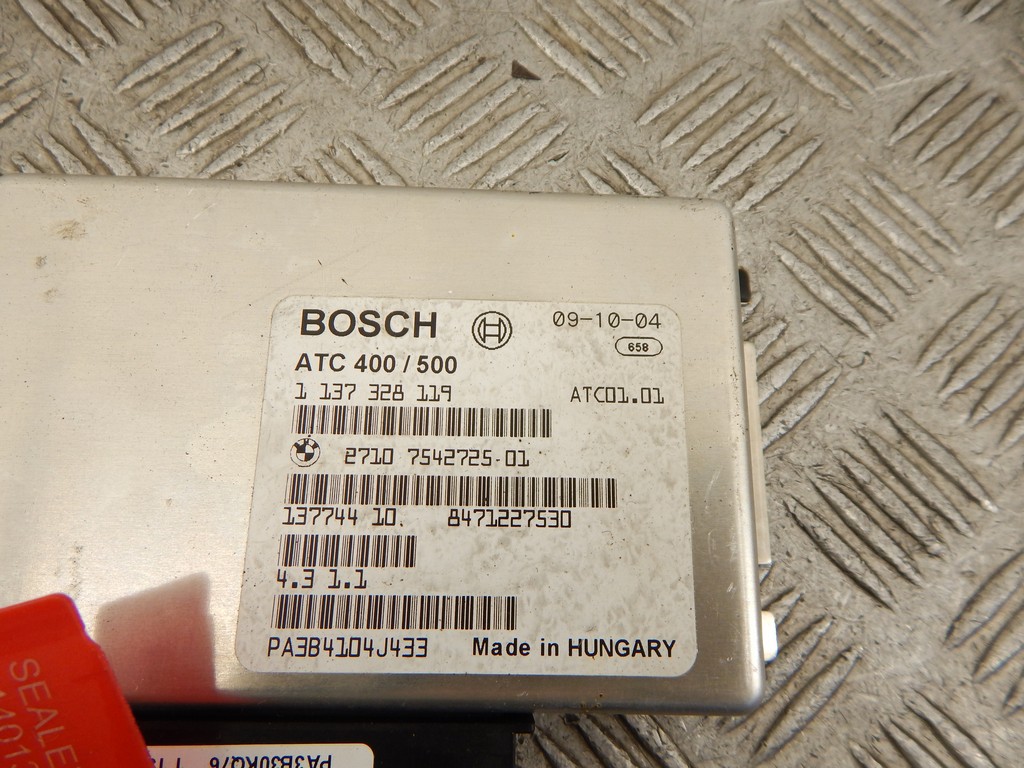 BOSCH
09-10-04
658
ATC 400 / 500
1 137 328 119
ATC01.01
2710 7542725-01
137744 10. 8471227530
4.3 1.1
PA3B4104J433
Made in HUNGARY
PA3B30KQ76